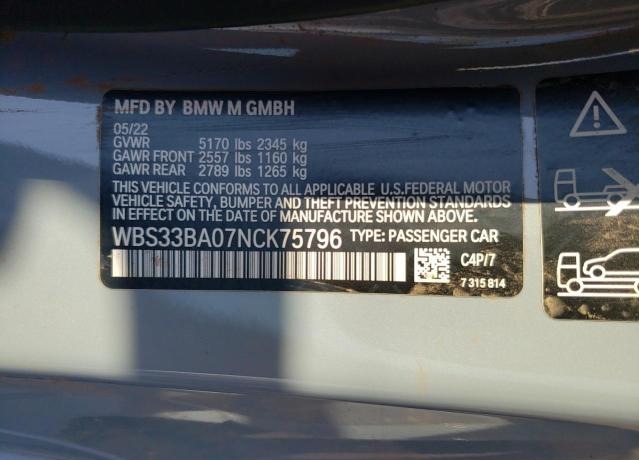 MFD BY BMW M GMBH
05/22
GVWR 5170 lbs 2345 kg
GAWR FRONT 2557 lbs 1160 kg
GAWR REAR 2789 lbs 1265 kg
THIS VEHICLE CONFORMS TO ALL APPLICABLE U.S.FEDERAL MOTOR
VEHICLE SAFETY, BUMPER AND THEFT PREVENTION STANDARDS
IN EFFECT ON THE DATE OF MANUFACTURE SHOWN ABOVE.
WBS33BA07NCK75796 TYPE: PASSENGER CAR
C4P/7
7 315 814